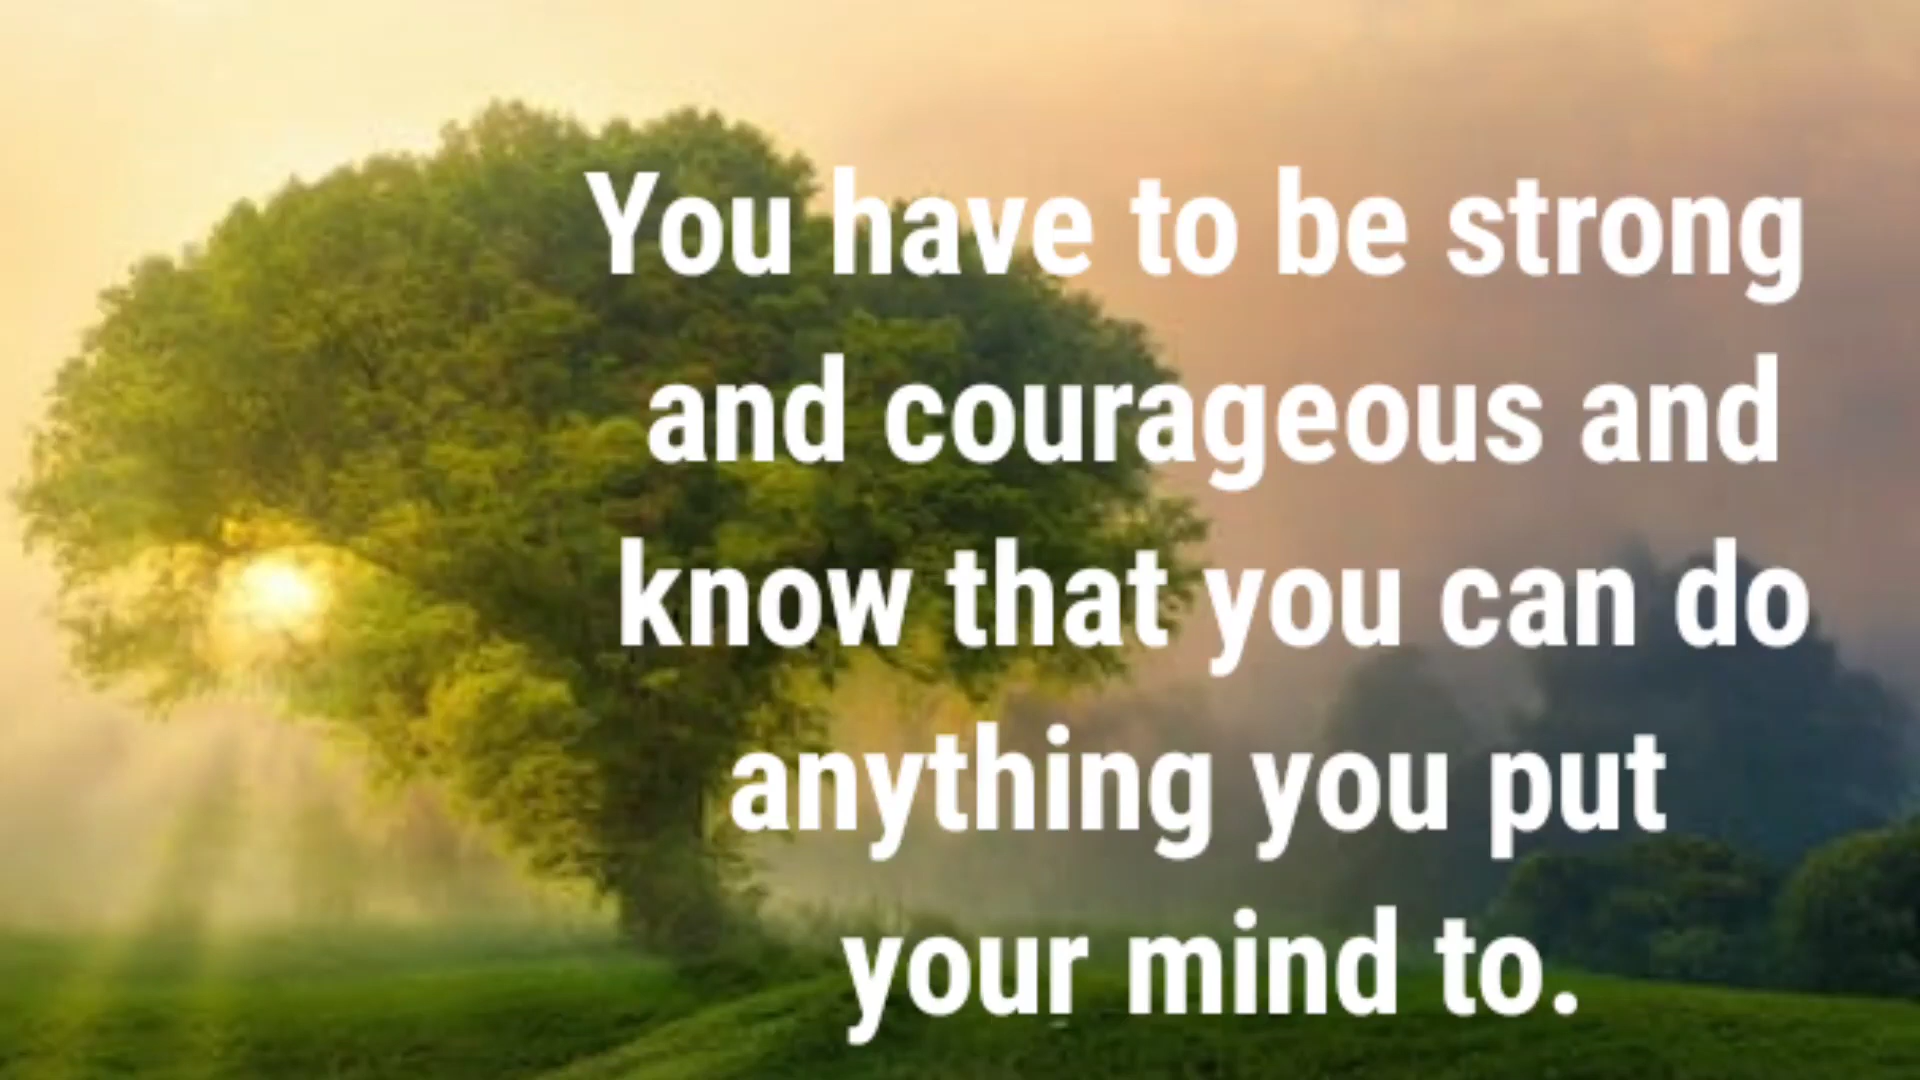 You have to be strong
and courageous and
know that you can do
anything you put
your mind to.